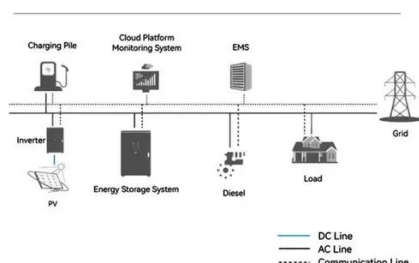 Charging Pile
Cloud Platform
Monitoring System
EMS
Grid
Inverter
PV
Energy Storage System
Diesel
Load
DC Line
AC Line
Communication Line